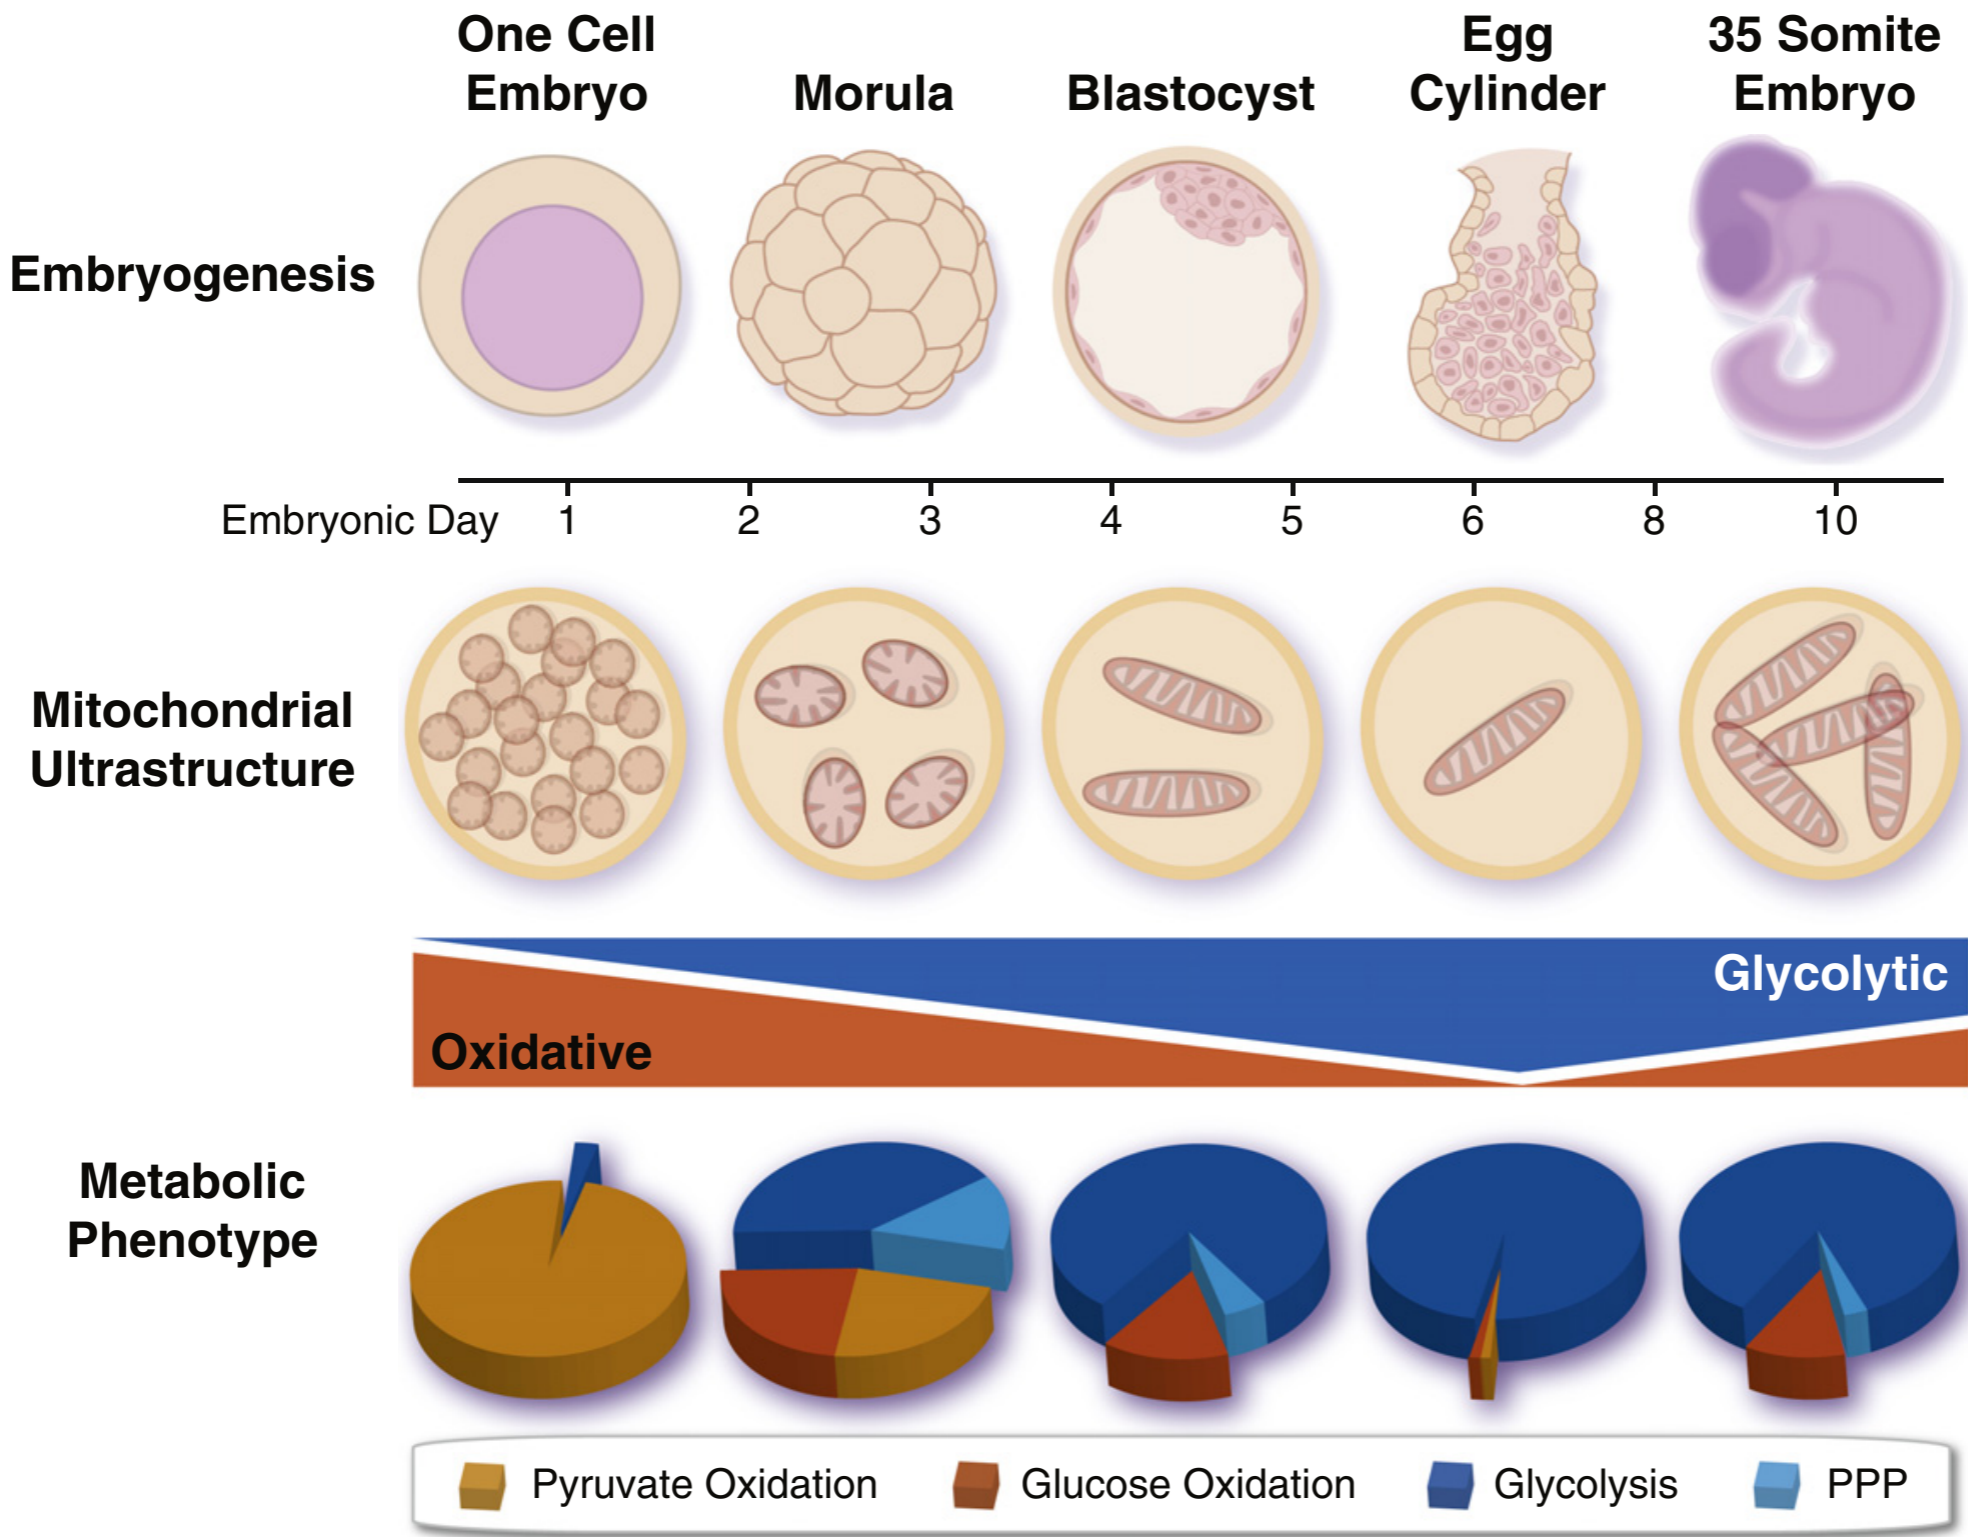 One Cell
Embryo
Morula
Blastocyst
Egg
Cylinder
35 Somite
Embryo
Embryogenesis
Embryonic Day 1 2 3 4 5 6 8 10
Mitochondrial
Ultrastructure
Glycolytic
Oxidative
Metabolic
Phenotype
Pyruvate Oxidation Glucose Oxidation Glycolysis PPP